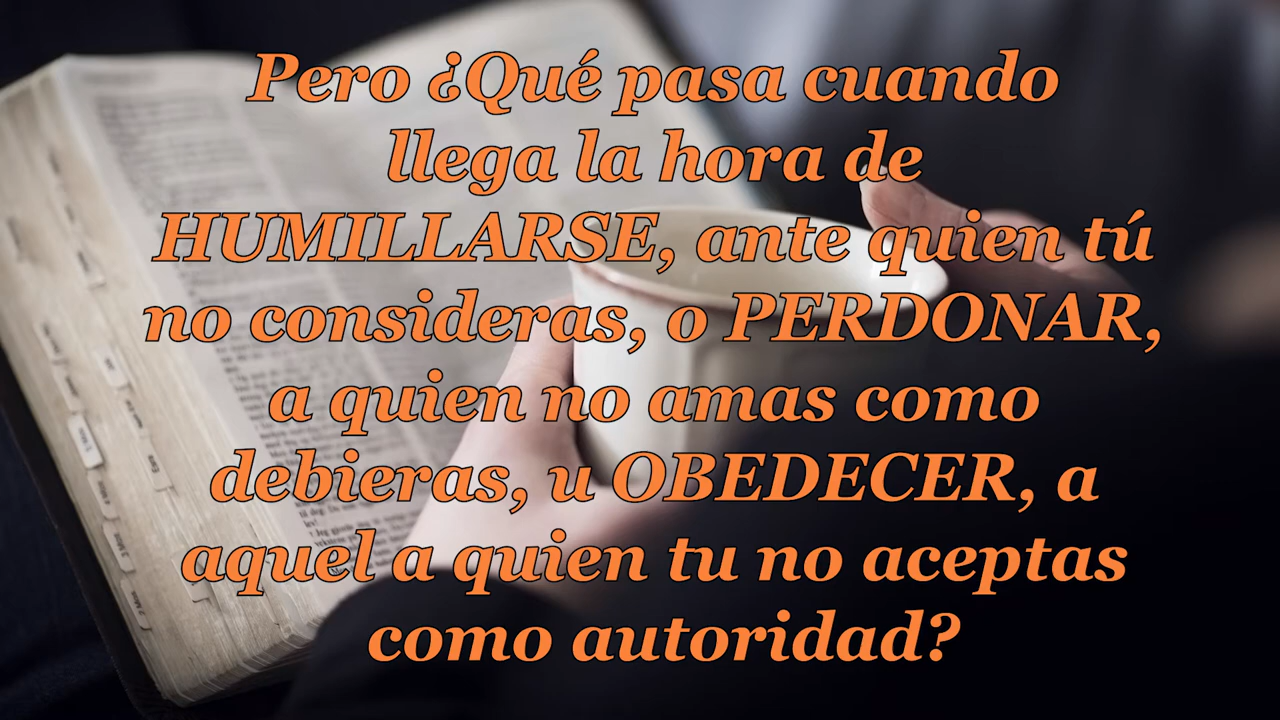 Pero ¿Qué pasa cuando
llega la hora de
HUMILLARSE, ante quien tú
no consideras, o PERDONAR,
a quien no amas como
debieras, u OBEDECER, a
aquel a quien tu no aceptas
como autoridad?